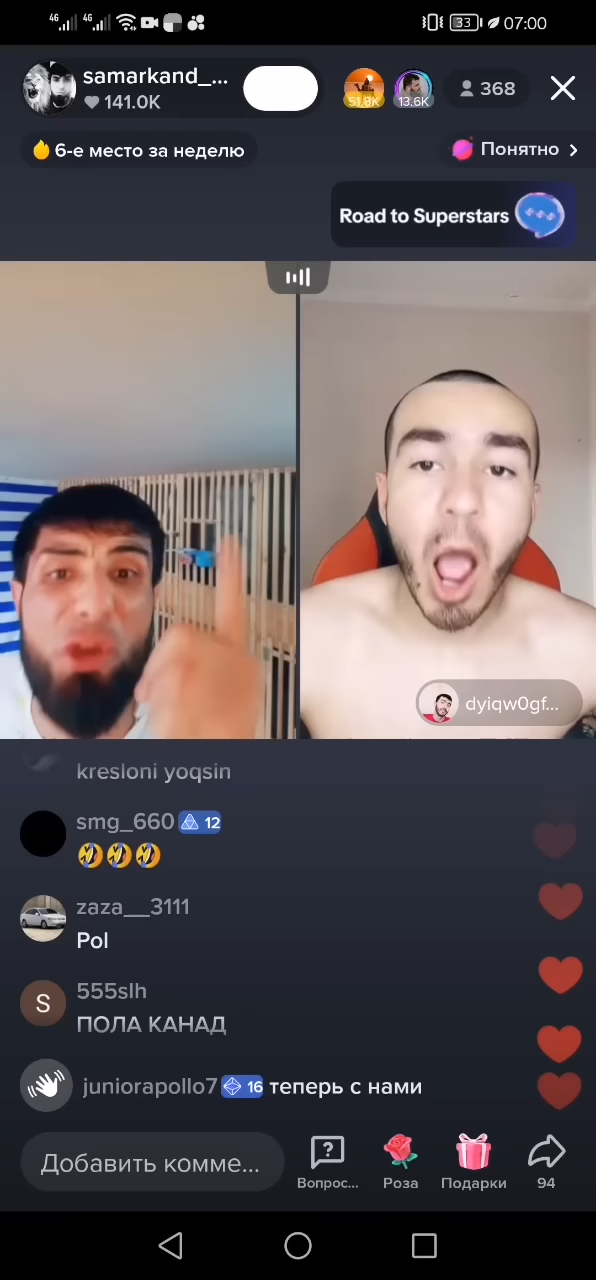 4G 4G 33 07:00
samarkand_...
141.0K
51.8K 13.6K 368
6-е место за неделю
Понятно
Road to Superstars
dyiqw0gf...
kresloni yoqsin
smg_660 12
🤣🤣🤣
zaza__3111
Pol
S
555slh
ПОЛА КАНАД
juniorapollo7 16 теперь с нами
Добавить комме...
Вопрос... Роза Подарки 94